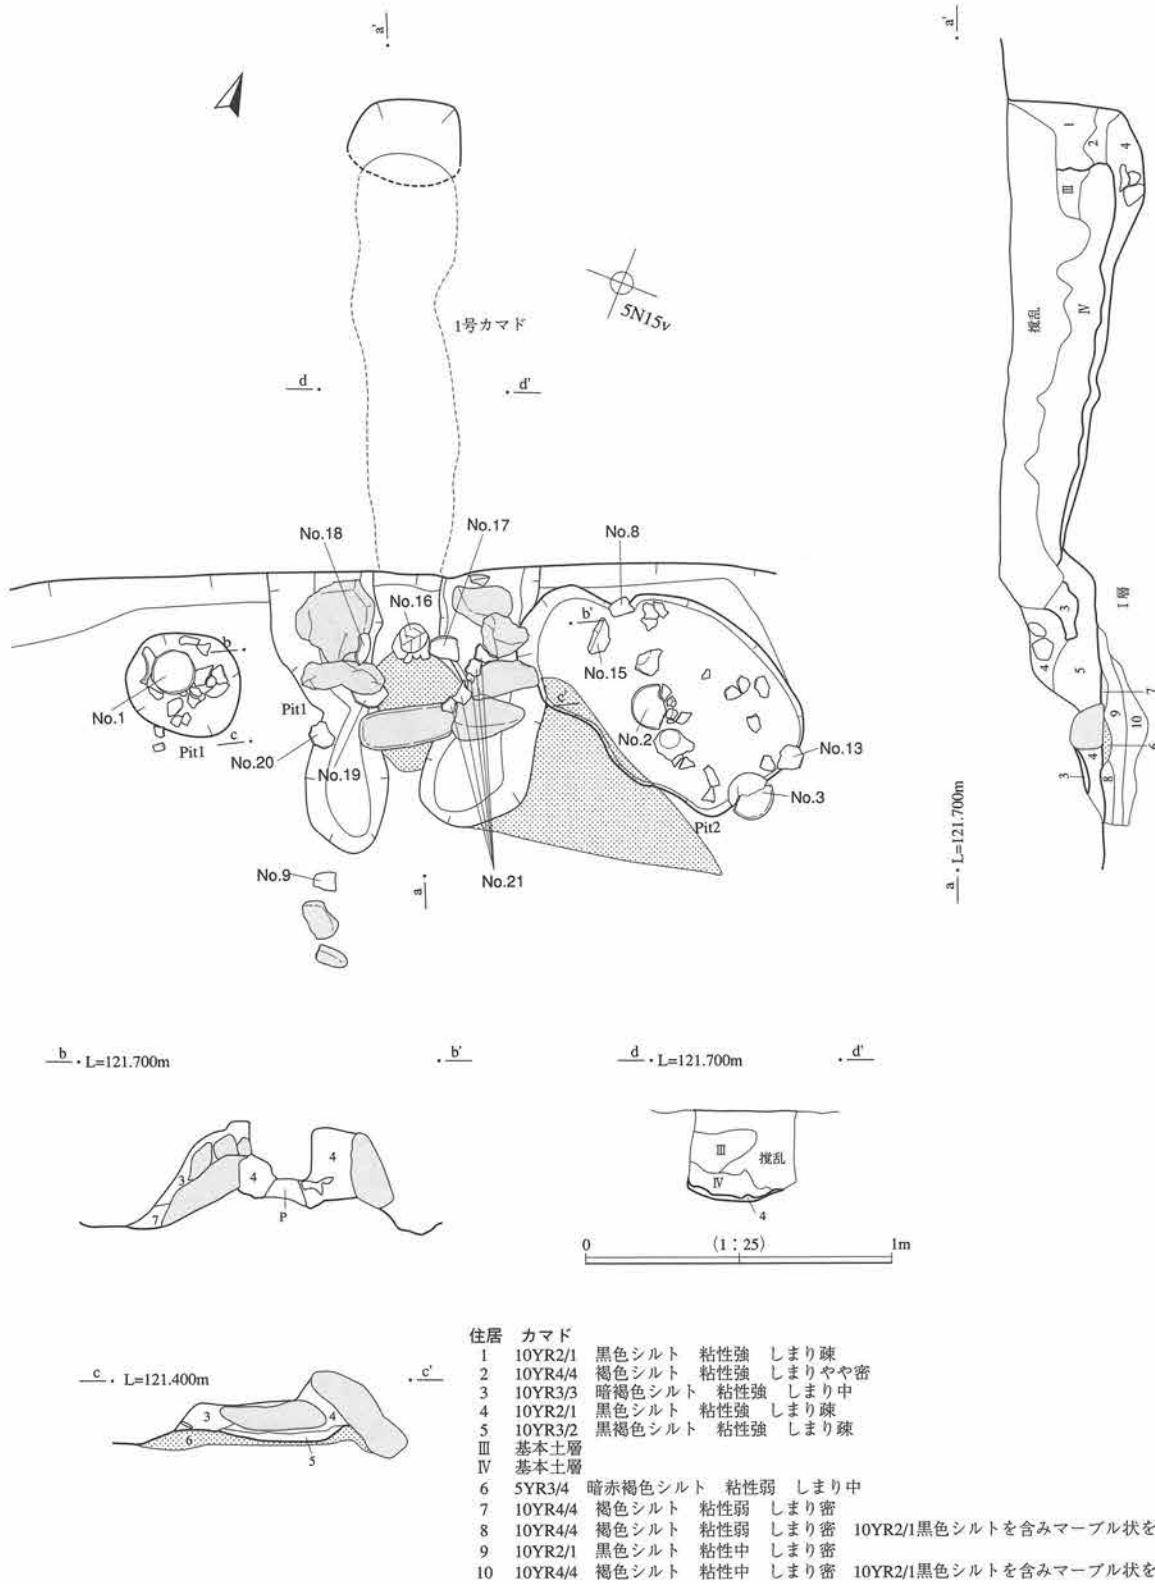 a'
a'
1
2
4
Ⅲ
5N15v
1号カマド
撹乱
Ⅳ
d
d'
No.18
No.17
No.8
No.16
I層
b
b'
3
4
5
No.15
c'
7
No.1
Pit1
No.2
9
10
Pit1
c
No.20
No.19
No.13
6
4
3
8
No.3
Pit2
No.9
a
No.21
a L=121.700m
b L=121.700m
b'
d L=121.700m
d'
4
3
4
7
P
Ⅲ
撹乱
Ⅳ
4
0 (1:25) 1m
c L=121.400m
c'
3
4
6
5
住居 カマド
1 10YR2/1 黒色シルト 粘性強 しまり疎
2 10YR4/4 褐色シルト 粘性強 しまりやや密
3 10YR3/3 暗褐色シルト 粘性強 しまり中
4 10YR2/1 黒色シルト 粘性強 しまり疎
5 10YR3/2 黒褐色シルト 粘性強 しまり疎
Ⅲ 基本土層
Ⅳ 基本土層
6 5YR3/4 暗赤褐色シルト 粘性弱 しまり中
7 10YR4/4 褐色シルト 粘性弱 しまり密
8 10YR4/4 褐色シルト 粘性弱 しまり密 10YR2/1黒色シルトを含みマーブル状を
9 10YR2/1 黒色シルト 粘性中 しまり密
10 10YR4/4 褐色シルト 粘性中 しまり密 10YR2/1黒色シルトを含みマーブル状を